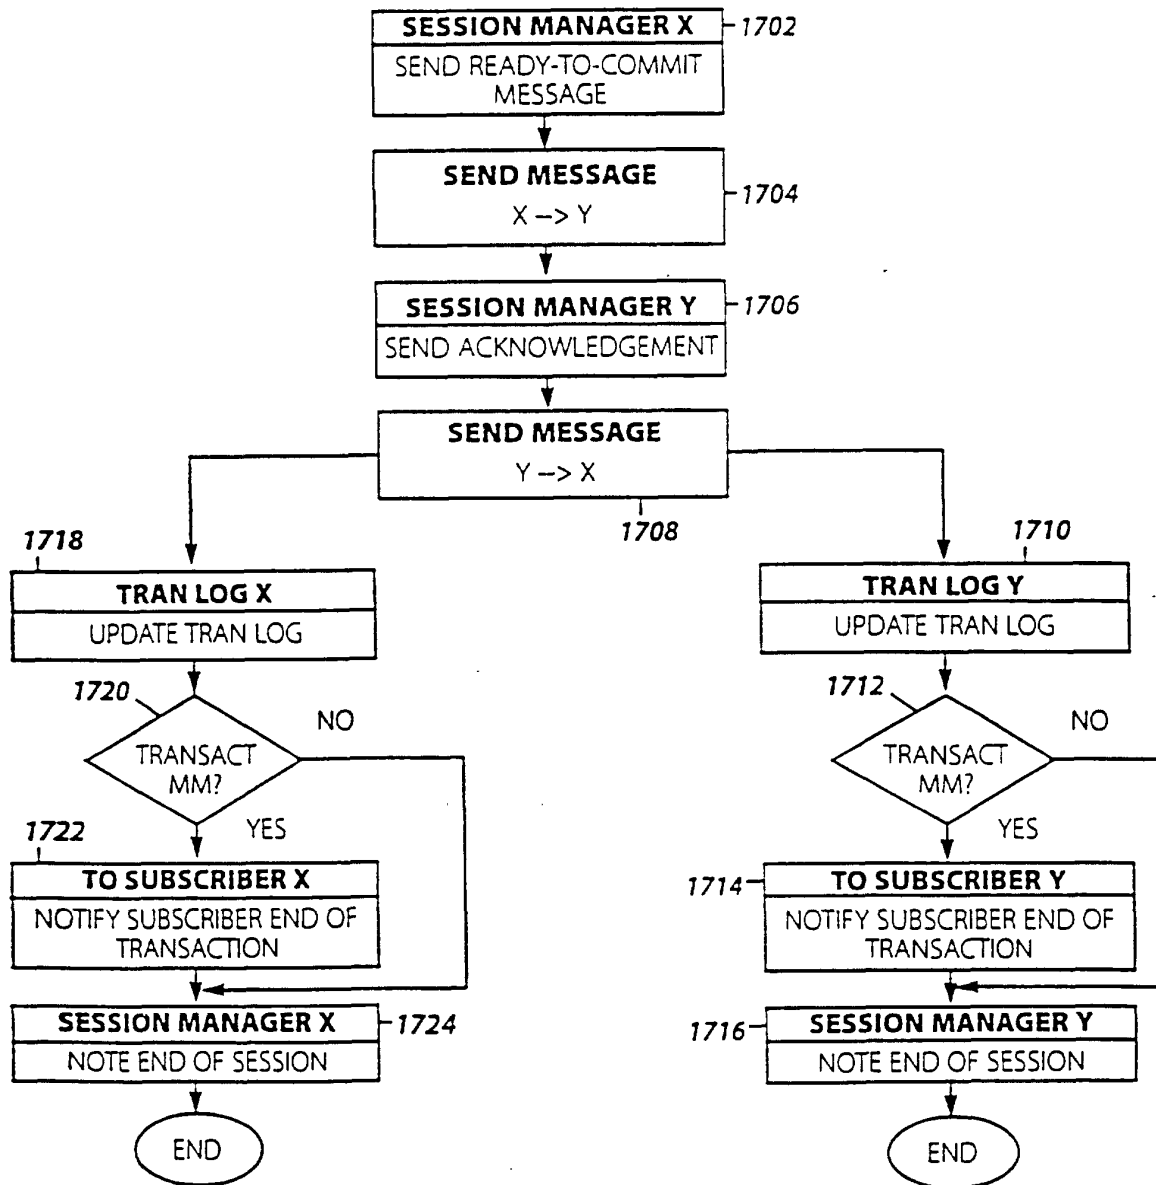 SESSION MANAGER X
1702
SEND READY-TO-COMMIT
MESSAGE
SEND MESSAGE
X –> Y
1704
SESSION MANAGER Y
1706
SEND ACKNOWLEDGEMENT
SEND MESSAGE
Y –> X
1708
1718
TRAN LOG X
UPDATE TRAN LOG
1720
TRANSACT
MM?
NO
YES
1722
TO SUBSCRIBER X
NOTIFY SUBSCRIBER END OF
TRANSACTION
SESSION MANAGER X
1724
NOTE END OF SESSION
END
1710
TRAN LOG Y
UPDATE TRAN LOG
1712
TRANSACT
MM?
NO
YES
1714
TO SUBSCRIBER Y
NOTIFY SUBSCRIBER END OF
TRANSACTION
1716
SESSION MANAGER Y
NOTE END OF SESSION
END